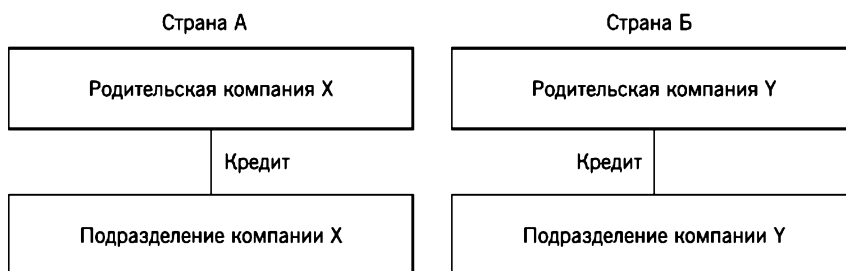 Страна А
Страна Б
Родительская компания X
Родительская компания Y
Кредит
Кредит
Подразделение компании X
Подразделение компании Y